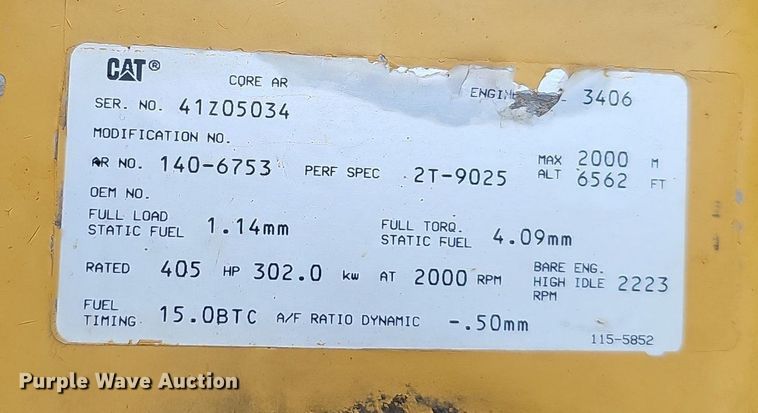 CAT®
CORE AR
SER. NO. 41Z05034 3406
MODIFICATION NO.
AR NO. 140-6753 PERF SPEC 2T-9025 MAX ALT 2000 M 6562 FT
OEM NO.
FULL LOAD STATIC FUEL 1.14mm FULL TORQ. STATIC FUEL 4.09mm
RATED 405 HP 302.0 kw AT 2000 RPM BARE ENG. HIGH IDLE RPM 2223
FUEL TIMING 15.0BTC A/F RATIO DYNAMIC -.50mm
115-5852
Purple Wave Auction